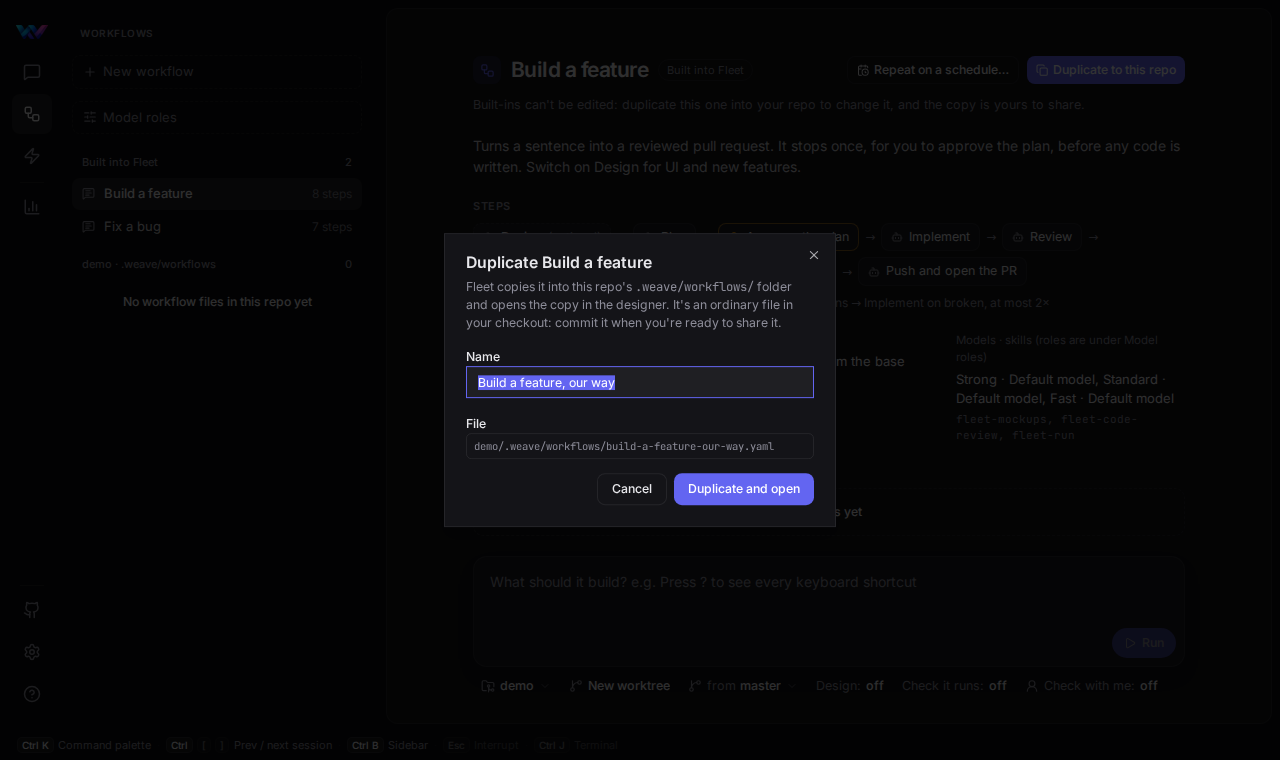 WORKFLOWS
New workflow
Model roles
Built into Fleet 2
Build a feature 8 steps
Fix a bug 7 steps
demo · .weave/workflows 0
No workflow files in this repo yet
Build a feature Built into Fleet Repeat on a schedule... Duplicate to this repo
Built-ins can't be edited: duplicate this one into your repo to change it, and the copy is yours to share.
Turns a sentence into a reviewed pull request. It stops once, for you to approve the plan, before any code is
written. Switch on Design for UI and new features.
STEPS
→ Implement → Review →
→ Push and open the PR
→ Implement on broken, at most 2×
Models · skills (roles are under Model
roles)
m the base
Strong · Default model, Standard ·
Default model, Fast · Default model
fleet-mockups, fleet-code-
review, fleet-run
yet
Duplicate Build a feature
Fleet copies it into this repo's .weave/workflows/ folder
and opens the copy in the designer. It's an ordinary file in
your checkout: commit it when you're ready to share it.
Name
Build a feature, our way
File
demo/.weave/workflows/build-a-feature-our-way.yaml
Cancel Duplicate and open
What should it build? e.g. Press ? to see every keyboard shortcut
Run
demo New worktree from master Design: off Check it runs: off Check with me: off
Ctrl K Command palette Ctrl [ ] Prev / next session Ctrl B Sidebar Esc Interrupt Ctrl J Terminal